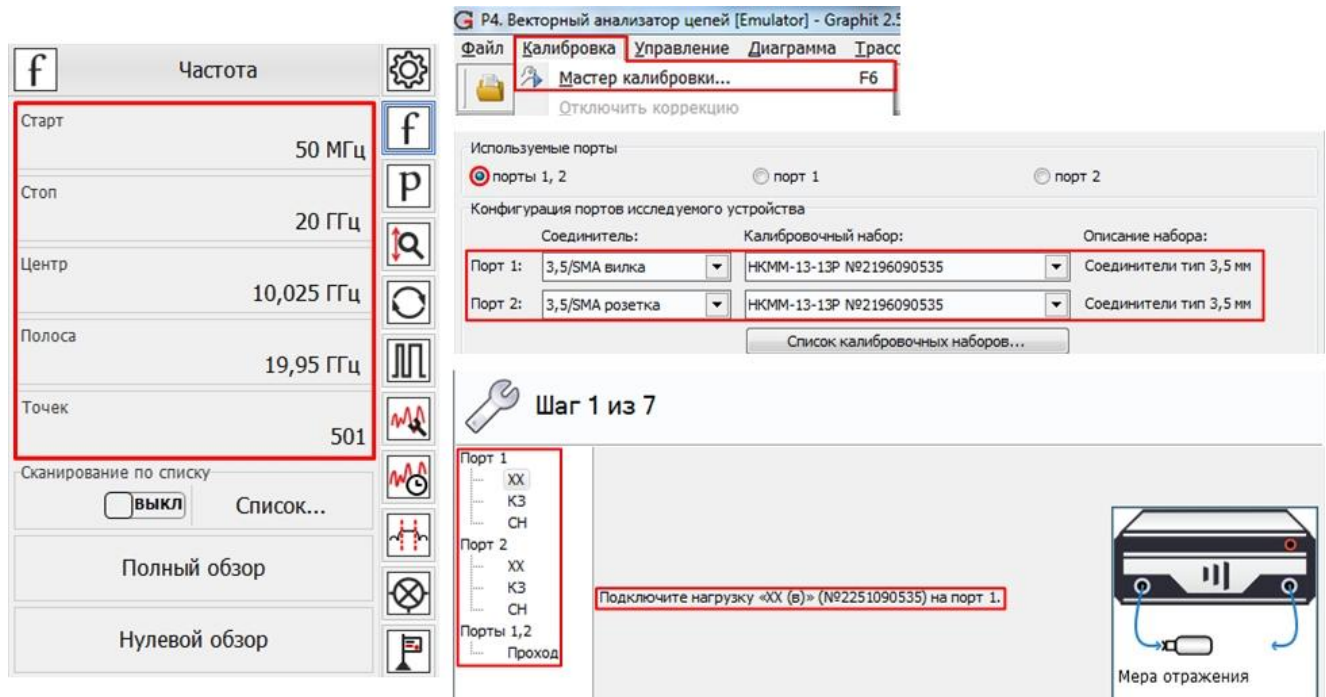 f Частота
Старт
50 МГц
Стоп
20 ГГц
Центр
10,025 ГГц
Полоса
19,95 ГГц
Точек
501
Сканирование по списку
ВЫКЛ Список...
Полный обзор
Нулевой обзор
f
p
P4. Векторный анализатор цепей [Emulator] - Graphit 2.5
Файл Калибровка Управление Диаграмма Трасс
Мастер калибровки... F6
Отключить коррекцию
Используемые порты
порты 1, 2 порт 1 порт 2
Конфигурация портов исследуемого устройства
Соединитель: Калибровочный набор: Описание набора:
Порт 1: 3,5/SMA вилка НКММ-13-13Р №2196090535 Соединители тип 3,5 мм
Порт 2: 3,5/SMA розетка НКММ-13-13Р №2196090535 Соединители тип 3,5 мм
Список калибровочных наборов...
Шаг 1 из 7
Порт 1
ХХ
КЗ
СН
Порт 2
ХХ
КЗ
СН
Порты 1,2
Проход
Подключите нагрузку «ХХ (в)» (№2251090535) на порт 1.
Мера отражения